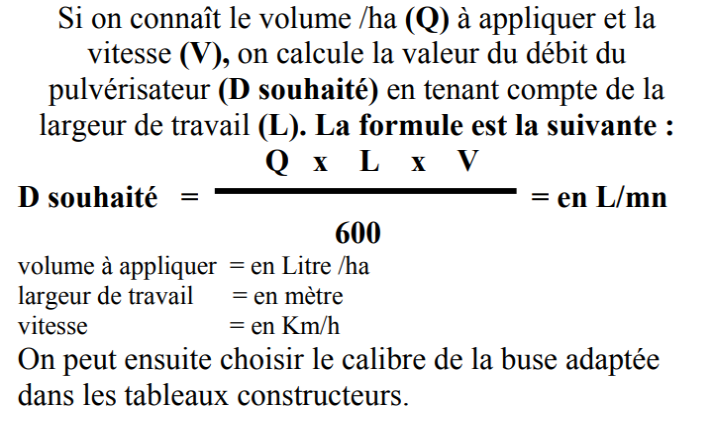 Si on connaît le volume /ha (Q) à appliquer et la
vitesse (V), on calcule la valeur du débit du
pulvérisateur (D souhaité) en tenant compte de la
largeur de travail (L). La formule est la suivante :
Q x L x V
D souhaité = = en L/mn
600
volume à appliquer = en Litre /ha
largeur de travail = en mètre
vitesse = en Km/h
On peut ensuite choisir le calibre de la buse adaptée
dans les tableaux constructeurs.